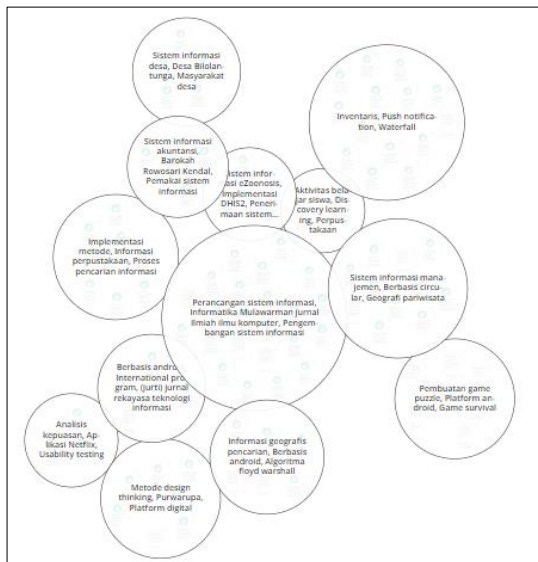 Sistem informasi
desa, Desa Bilolan-
tunga, Masyarakat
desa
Inventaris, Push notifica-
tion, Waterfall
Sistem informasi
akuntansi,
Barokah
Rowosari Kendal,
Pemakai sistem
informasi
istem infor-
asi eZoonosis,
Implementasi
DHIS2, Peneri-
maan sistem...
Aktivitas bela
jar siswa, Dis-
covery learn-
ing, Perpus-
takaan
Implementasi
metode, Informasi
perpustakaan, Proses
pencarian informasi
Sistem informasi mana-
jemen, Berbasis circu-
lar, Geografi pariwisata
Perancangan sistem informasi,
Informatika Mulawarman jurnal
ilmiah ilmu komputer, Pengem-
bangan sistem informasi
Berbasis andro
International pro
gram, (jurti) jurnal
rekayasa teknologi
informasi
Pembuatan game
puzzle, Platform an-
droid, Game survival
Analisis
kepuasan, Ap-
likasi Netflix,
Usability testing
Informasi geografis
pencarian, Berbasis
android, Algoritma
floyd warshall
Metode design
thinking, Purwarupa,
Platform digital